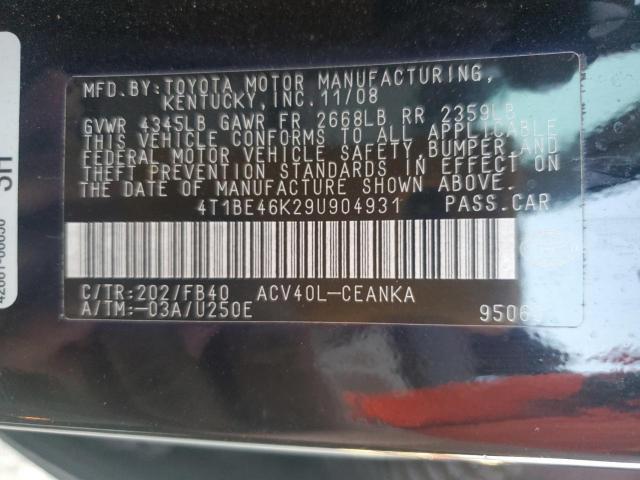 MFD.BY:TOYOTA MOTOR MANUFACTURING,
KENTUCKY,INC.11/08
GVWR 4345LB GAWR FR 2668LB RR 2359LB
THIS VEHICLE CONFORMS TO ALL APPLICABLE
FEDERAL MOTOR VEHICLE SAFETY, BUMPER,AND
THEFT PREVENTION STANDARDS IN EFFECT ON
THE DATE OF MANUFACTURE SHOWN ABOVE.
4T1BE46K29U904931 PASS.CAR
C/TR:202/FB40 ACV40L-CEANKA
A/TM:-03A/U250E